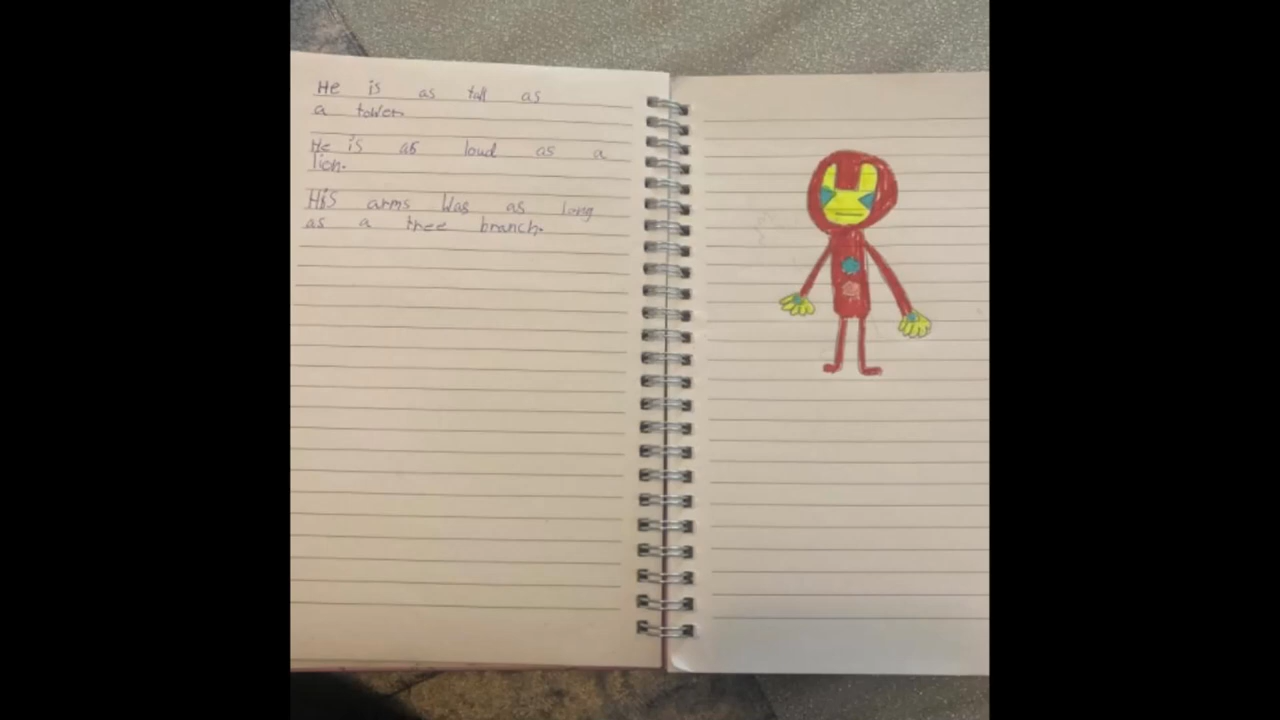 He is as tall as
a tower.
He is as loud as a
lion.
His arms was as long
as a tree branch.